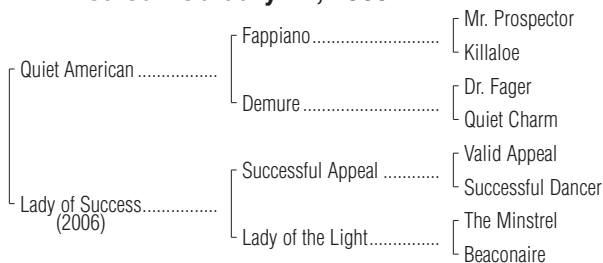 Mr. Prospector
Fappiano
Killaloe
Quiet American
Dr. Fager
Demure
Quiet Charm
Valid Appeal
Successful Appeal
Successful Dancer
Lady of Success
(2006)
The Minstrel
Lady of the Light
Beaconaire